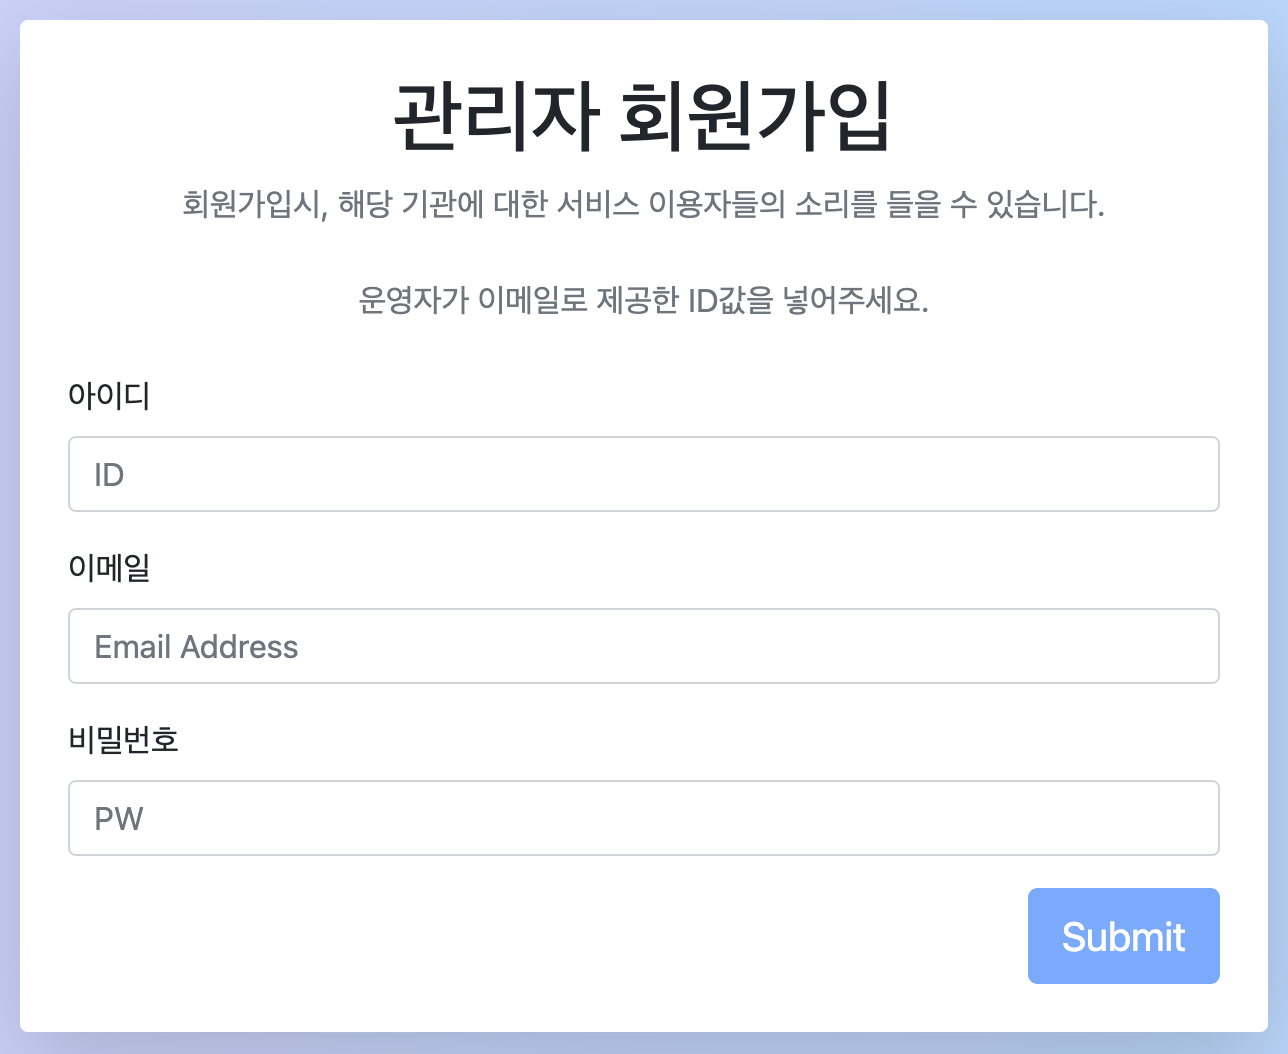 관리자 회원가입
회원가입시, 해당 기관에 대한 서비스 이용자들의 소리를 들을 수 있습니다.
운영자가 이메일로 제공한 ID값을 넣어주세요.
아이디
ID
이메일
Email Address
비밀번호
PW
Submit